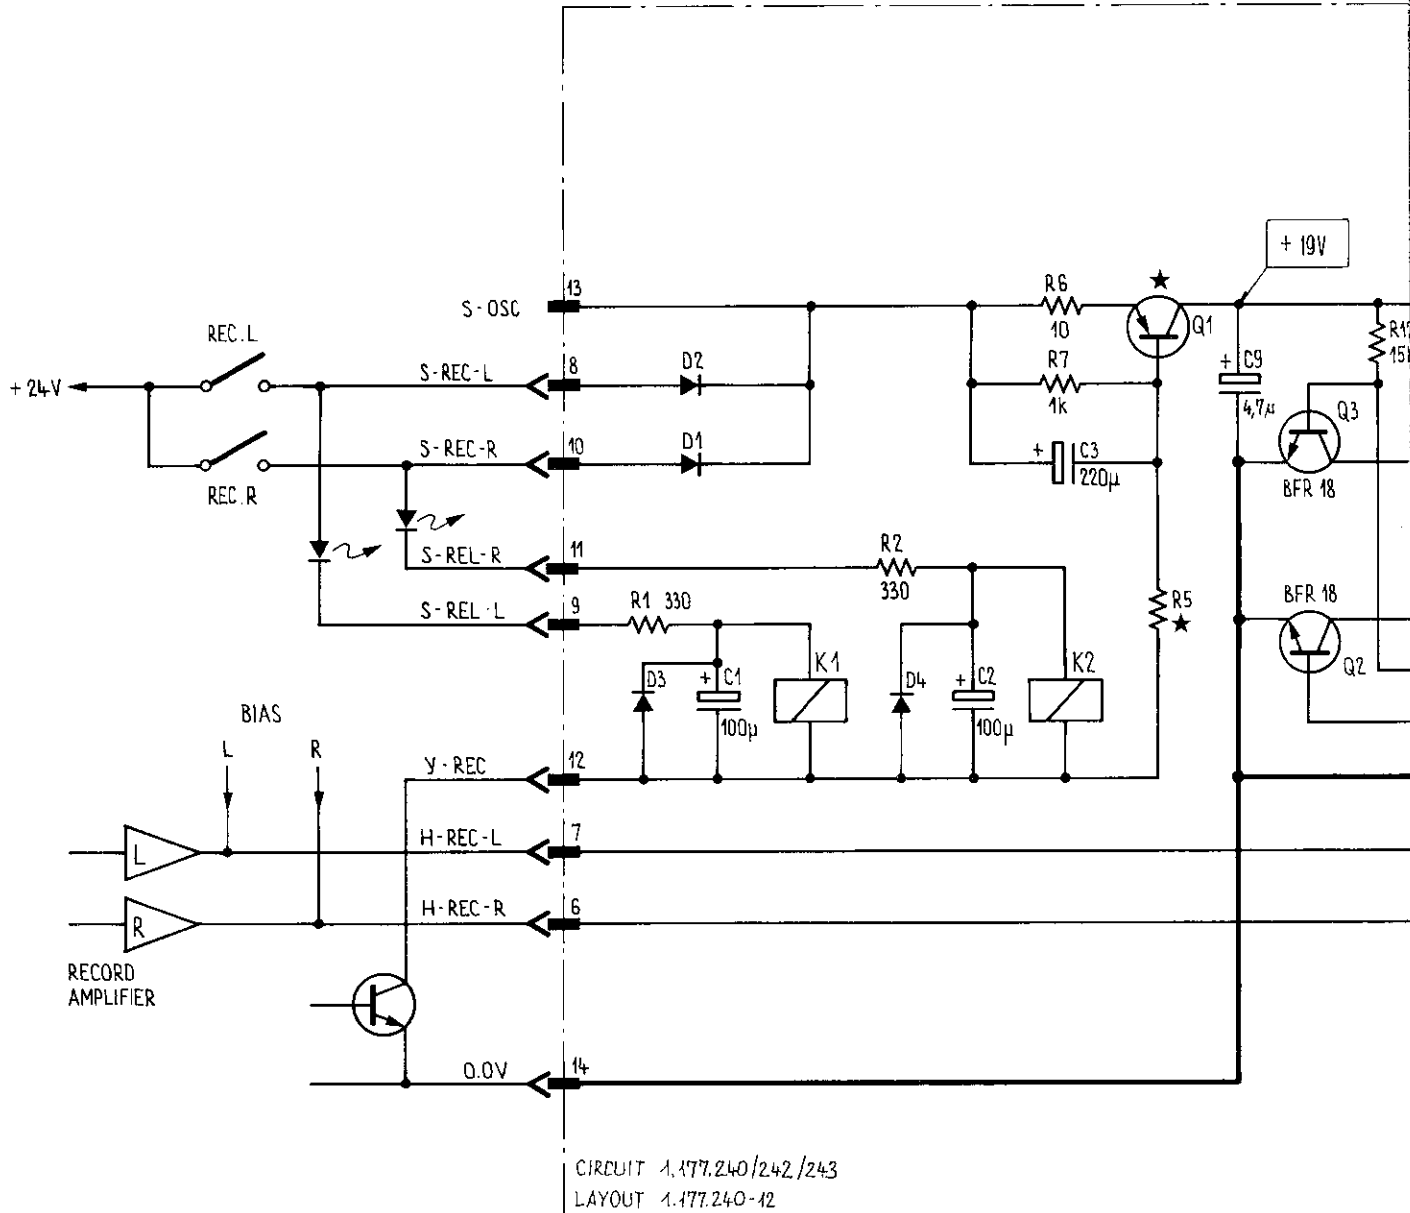 + 19V
13
S-OSC
R6
10
★
Q1
REC.L
+24V
S-REC-L
8
D2
R7
1k
+ C9
4,7µ
15k
Q3
S-REC-R
10
D1
+ C3
220µ
REC.R
BFR 18
S-REL-R
11
R2
330
S-REL-L
9
R1 330
R5
★
BFR 18
Q2
D3
+ C1
100µ
K1
D4
+ C2
100µ
K2
BIAS
L
R
Y-REC
12
L
H-REC-L
7
R
H-REC-R
6
RECORD
AMPLIFIER
0.0V
14
CIRCUIT 1.177.240/242/243
LAYOUT 1.177.240-12